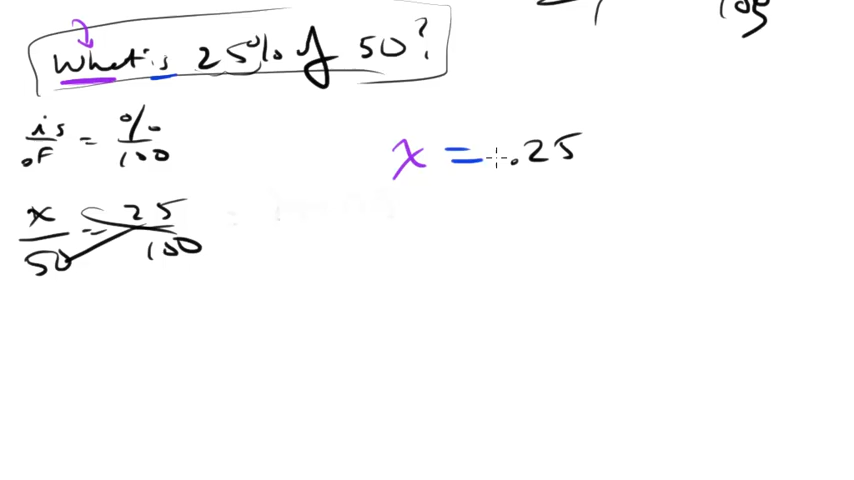 What is 25% of 50?
is/of = %/100
x = .25
x/50 = 25/100